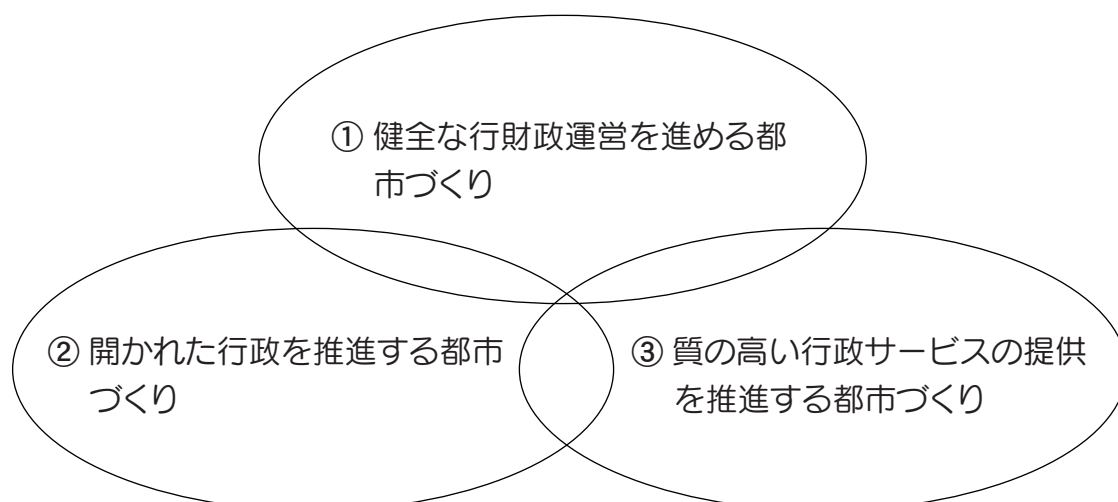 ① 健全な行財政運営を進める都
市づくり
② 開かれた行政を推進する都市
づくり
③ 質の高い行政サービスの提供
を推進する都市づくり